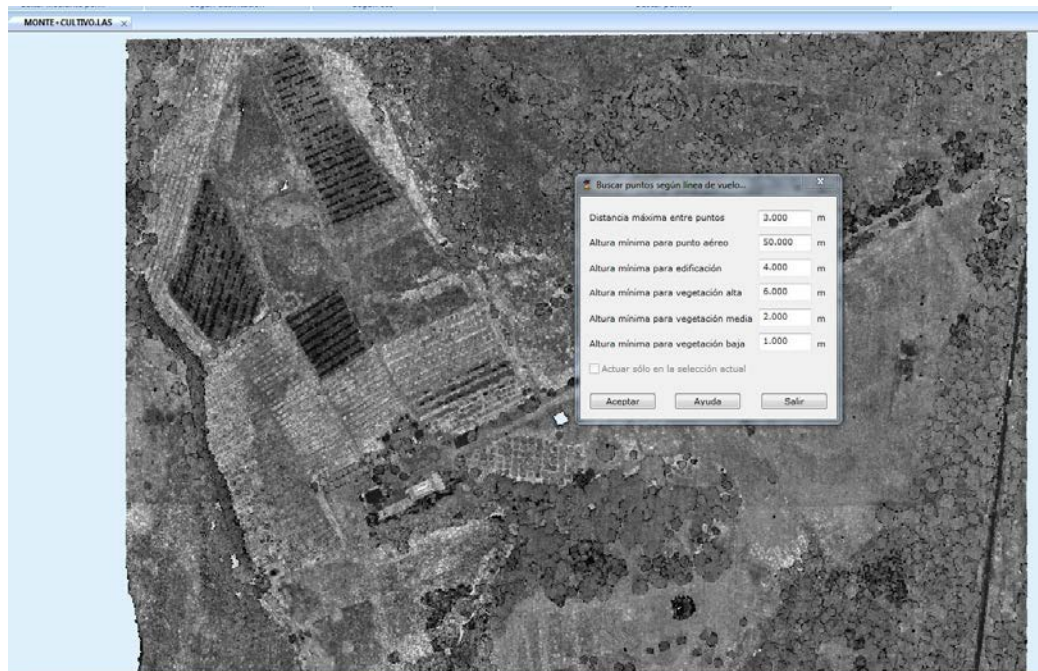 MONTE+CULTIVO.LAS
Buscar puntos según línea de vuelo...
Distancia máxima entre puntos 3.000 m
Altura mínima para punto aéreo 50.000 m
Altura mínima para edificación 4.000 m
Altura mínima para vegetación alta 6.000 m
Altura mínima para vegetación media 2.000 m
Altura mínima para vegetación baja 1.000 m
Actuar sólo en la selección actual
Aceptar Ayuda Salir